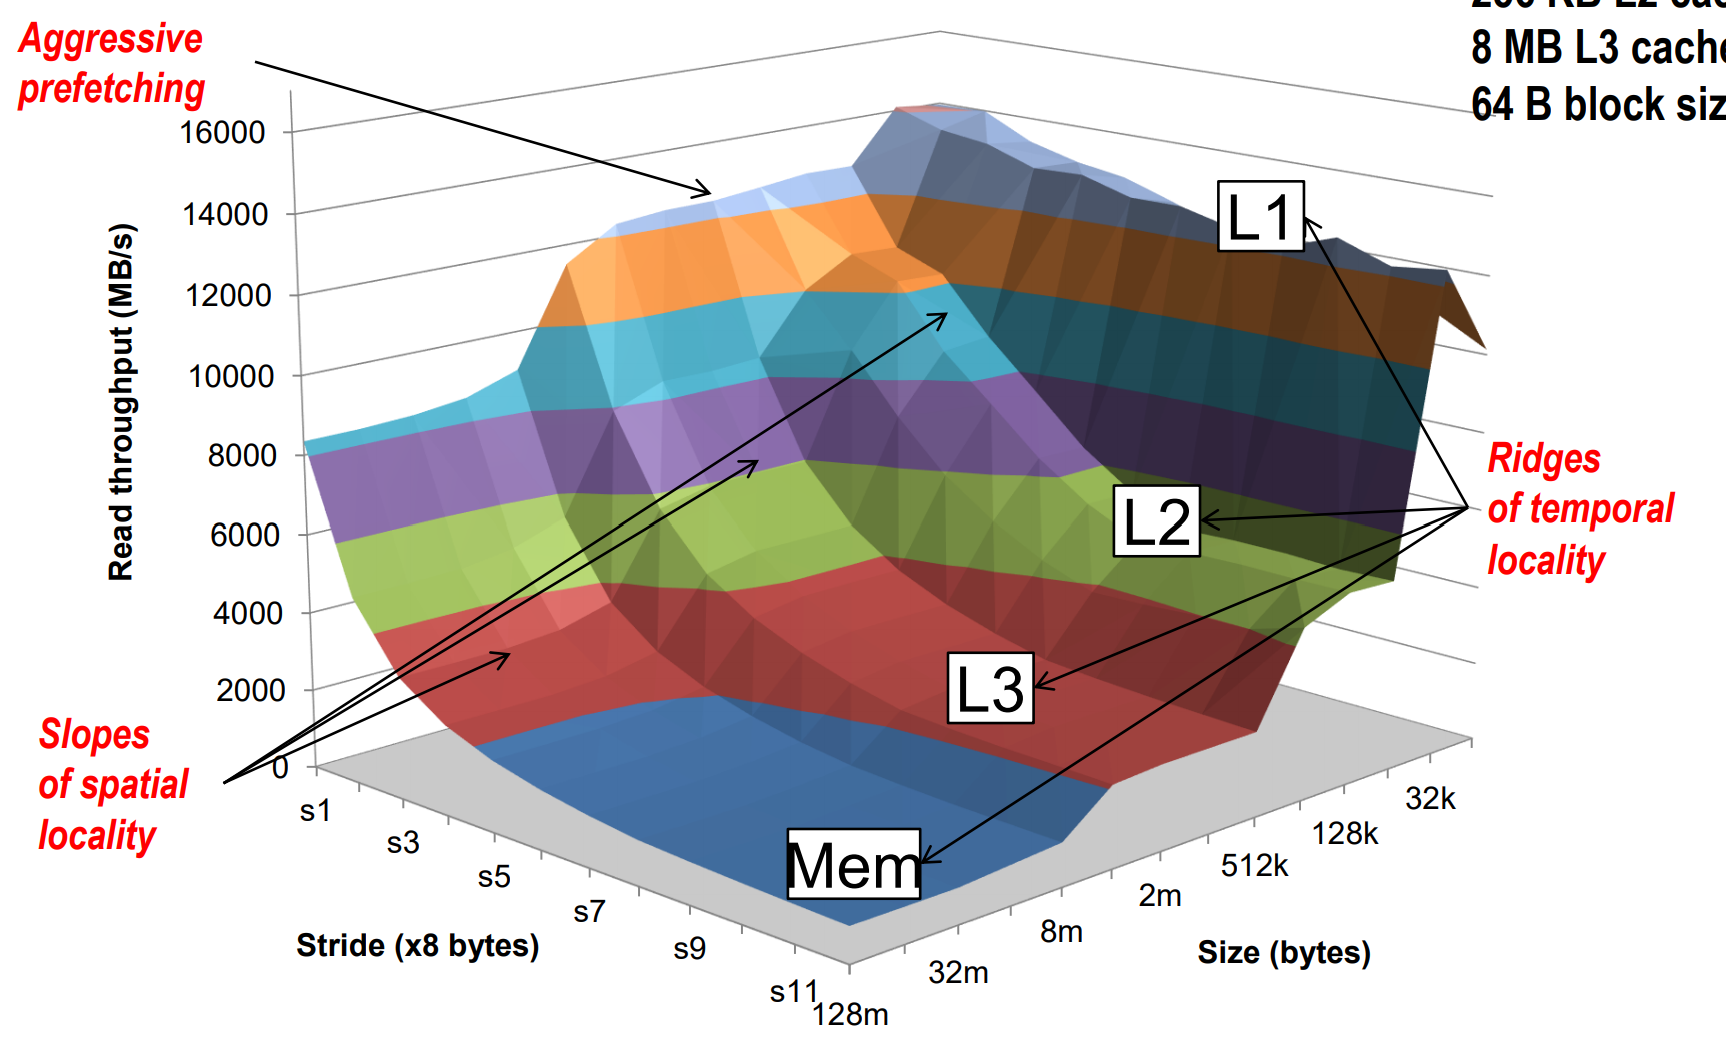 Aggressive
prefetching
8 MB L3 cache
64 B block siz
16000
14000
12000
10000
8000
6000
4000
2000
0
Read throughput (MB/s)
L1
L2
L3
Mem
Ridges
of temporal
locality
Slopes
of spatial
locality
s1
s3
s5
s7
s9
s11
Stride (x8 bytes)
128m
32m
8m
2m
512k
128k
32k
Size (bytes)